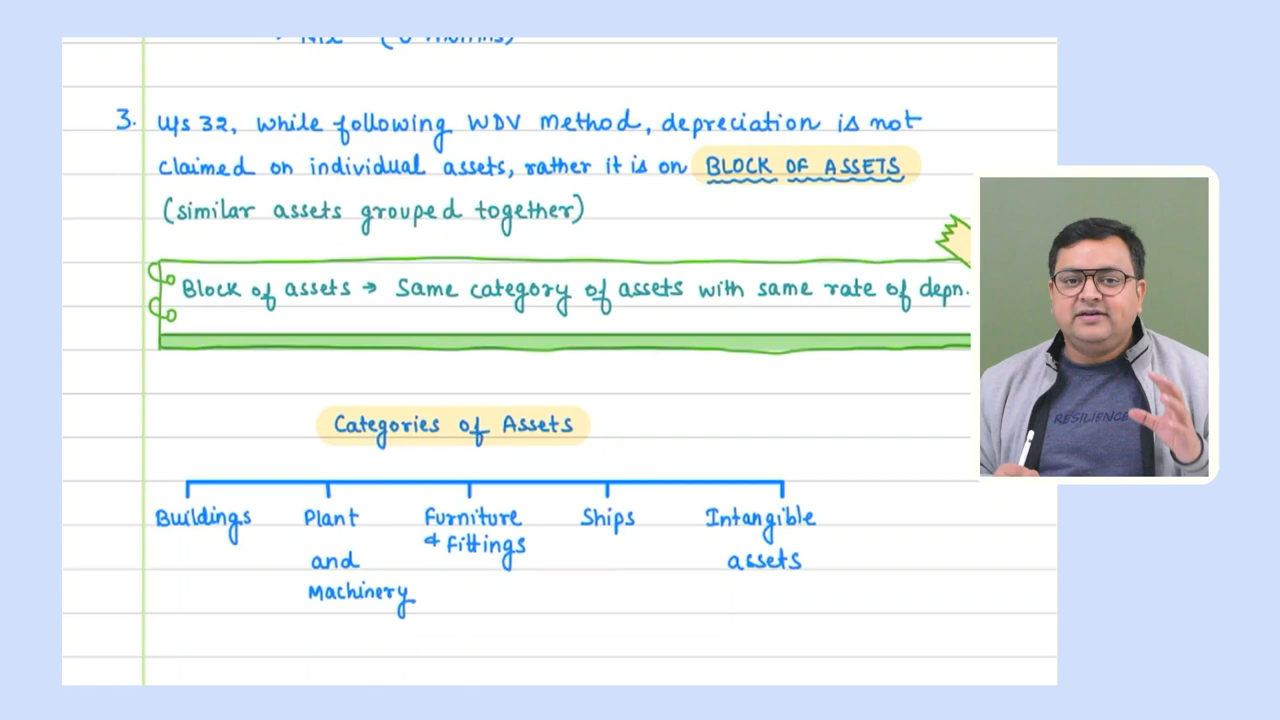 3. U/s 32, while following WDV method, depreciation is not
claimed on individual assets, rather it is on BLOCK OF ASSETS
(similar assets grouped together)
Block of assets → Same category of assets with same rate of depn.
RESILIENCE
Categories of Assets
Buildings Plant and Machinery Furniture & Fittings Ships Intangible assets